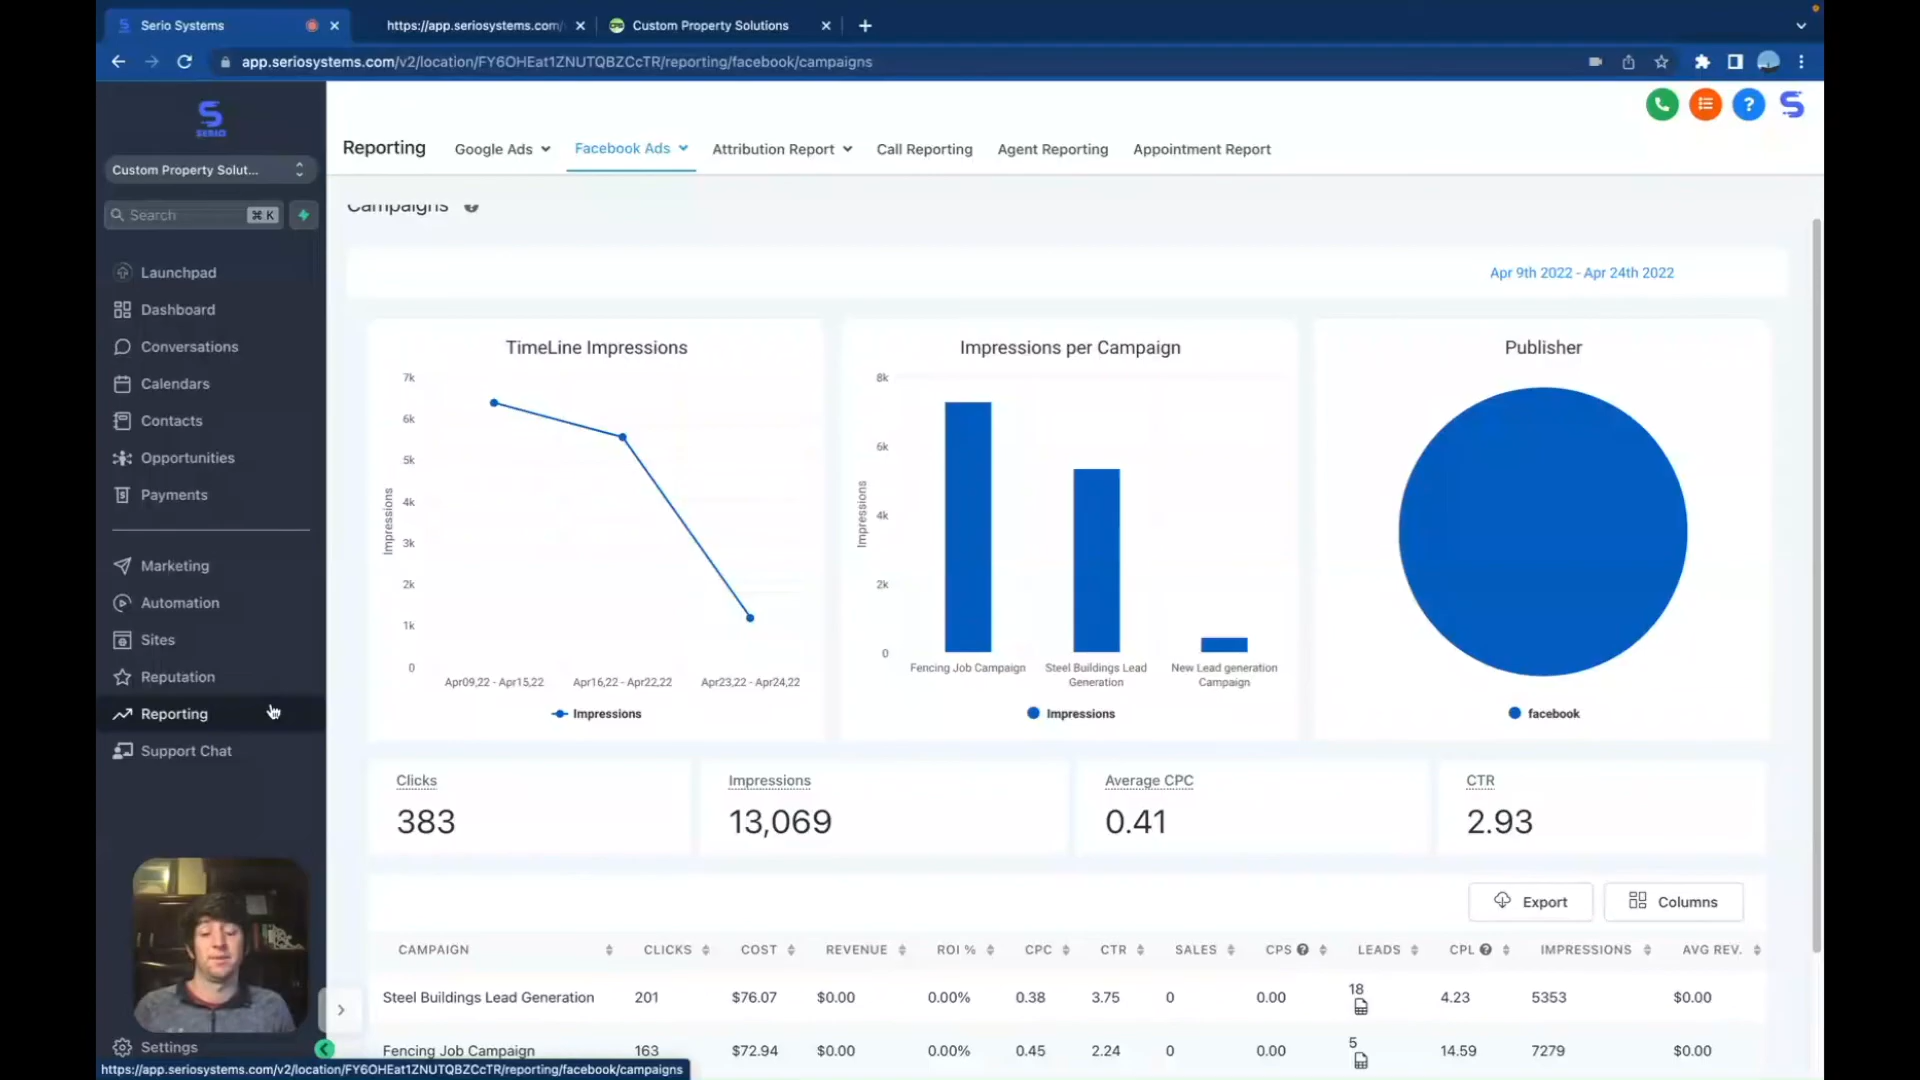 Serio Systems
https://app.seriosystems.com/
Custom Property Solutions
app.seriosystems.com/v2/location/FY6OHEat1ZNUTQBZCcTR/reporting/facebook/campaigns
SERIO
Custom Property Solut...
Search ⌘ K
Launchpad
Dashboard
Conversations
Calendars
Contacts
Opportunities
Payments
Marketing
Automation
Sites
Reputation
Reporting
Support Chat
Settings
Reporting Google Ads Facebook Ads Attribution Report Call Reporting Agent Reporting Appointment Report
Campaigns
Apr 9th 2022 - Apr 24th 2022
TimeLine Impressions
7k
6k
5k
4k
3k
2k
1k
0
Impressions
Apr09,22 - Apr15,22 Apr16,22 - Apr22,22 Apr23,22 - Apr24,22
Impressions
Impressions per Campaign
8k
6k
4k
2k
0
Impressions
Fencing Job Campaign
Steel Buildings Lead
Generation
New Lead generation
Campaign
Impressions
Publisher
facebook
Clicks
383
Impressions
13,069
Average CPC
0.41
CTR
2.93
Export
Columns
CAMPAIGN CLICKS COST REVENUE ROI % CPC CTR SALES CPS LEADS CPL IMPRESSIONS AVG REV.
Steel Buildings Lead Generation 201 $76.07 $0.00 0.00% 0.38 3.75 0 0.00 18 4.23 5353 $0.00
Fencing Job Campaign 163 $72.94 $0.00 0.00% 0.45 2.24 0 0.00 5 14.59 7279 $0.00
https://app.seriosystems.com/v2/location/FY6OHEat1ZNUTQBZCcTR/reporting/facebook/campaigns